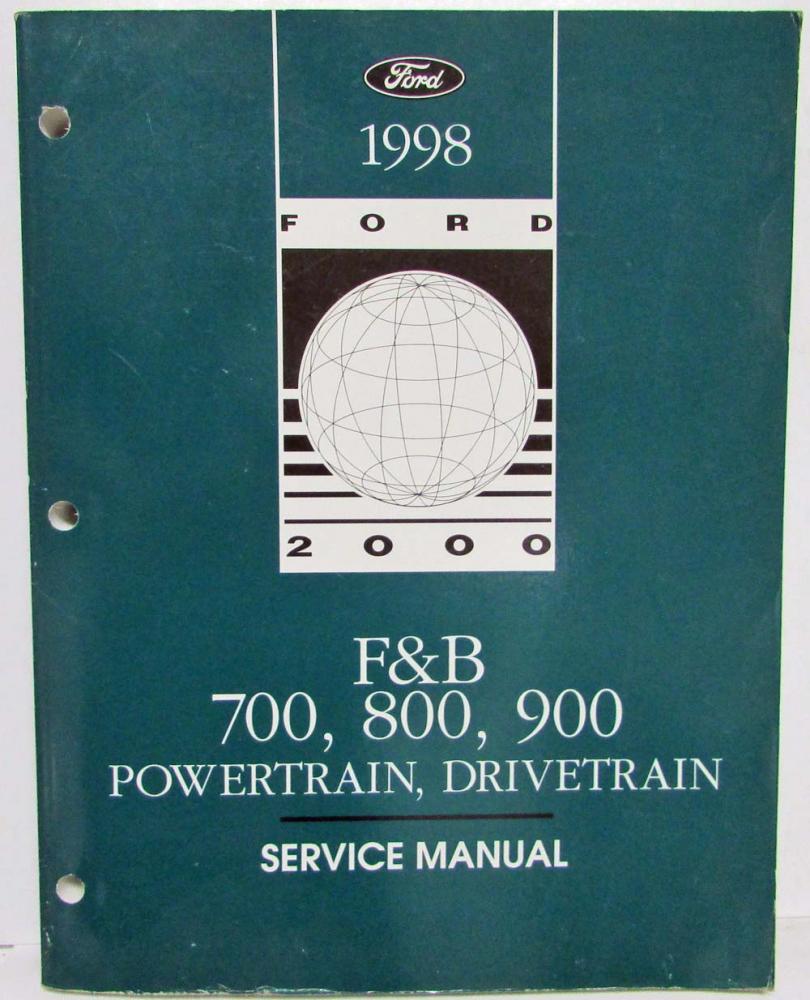 Ford
1998
FORD
2000
F&B
700, 800, 900
POWERTRAIN, DRIVETRAIN
SERVICE MANUAL